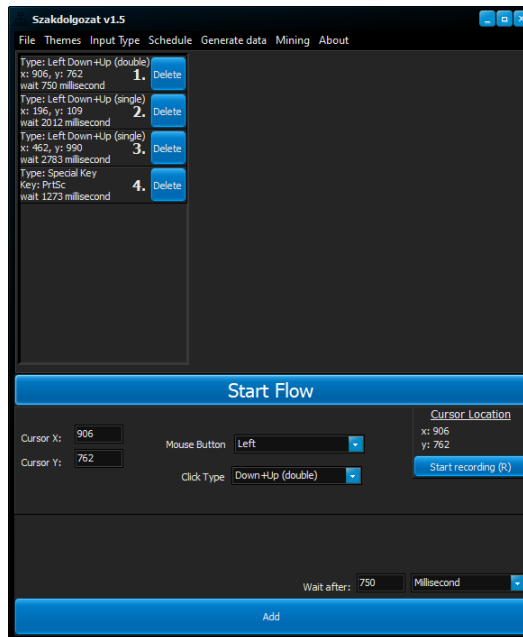 Szakdolgozat v1.5
File Themes Input Type Schedule Generate data Mining About
Type: Left Down+Up (double)
x: 906, y: 762
wait 750 millisecond
1. Delete
Type: Left Down+Up (single)
x: 196, y: 109
wait 2012 millisecond
2. Delete
Type: Left Down+Up (single)
x: 462, y: 990
wait 2783 millisecond
3. Delete
Type: Special Key
Key: PrtSc
wait 1273 millisecond
4. Delete
Start Flow
Cursor X: 906
Cursor Y: 762
Mouse Button Left
Click Type Down+Up (double)
Cursor Location
x: 906
y: 762
Start recording (R)
Wait after: 750 Millisecond
Add